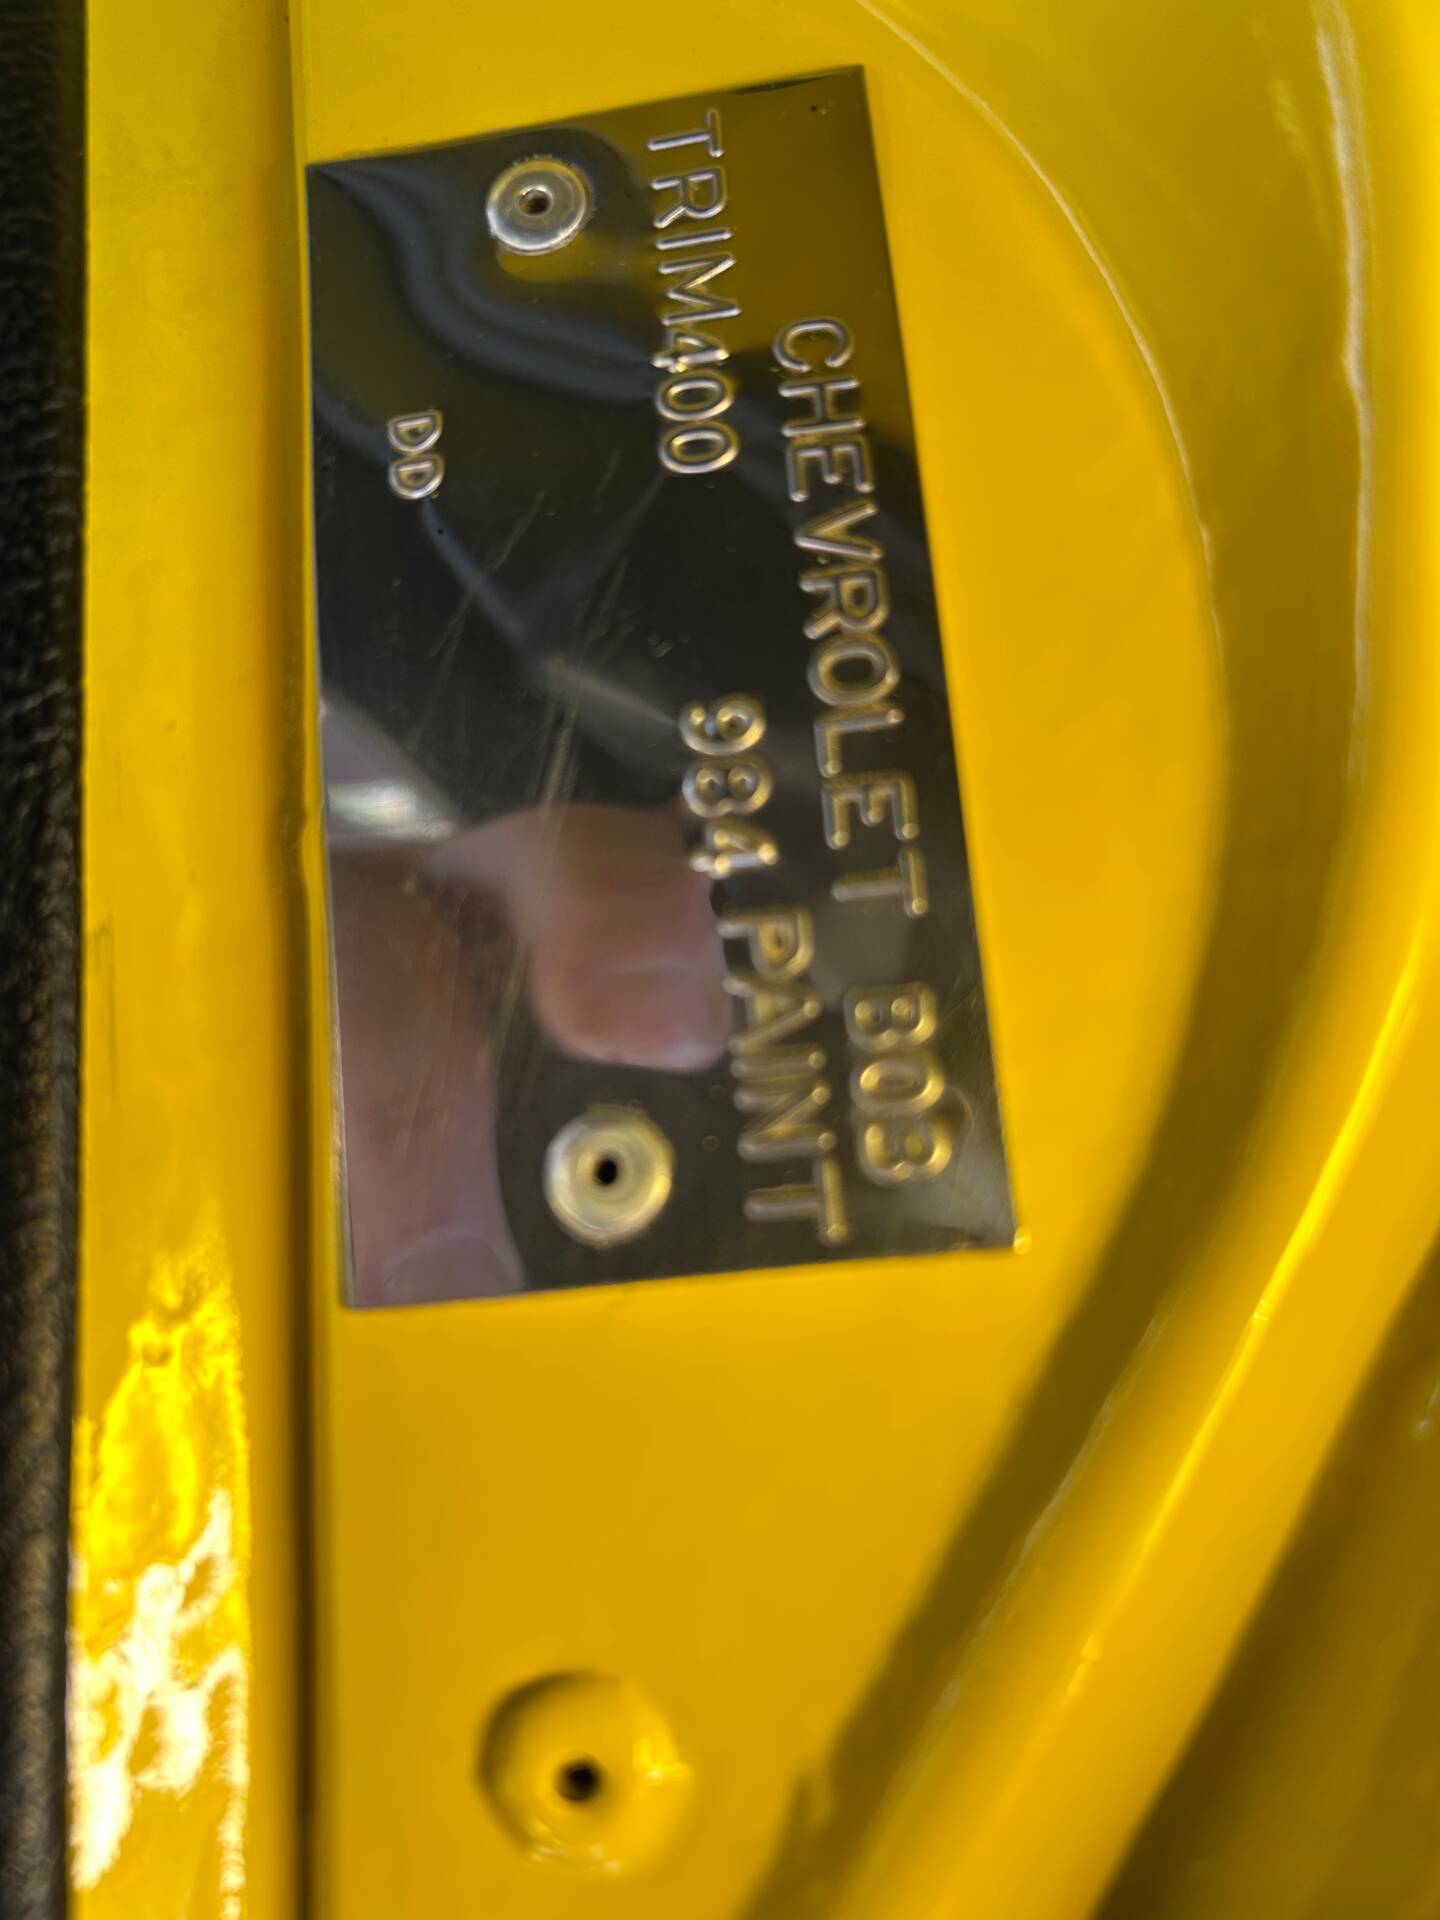 CHEVROLET B03
TRIM400 984 PAINT
DD